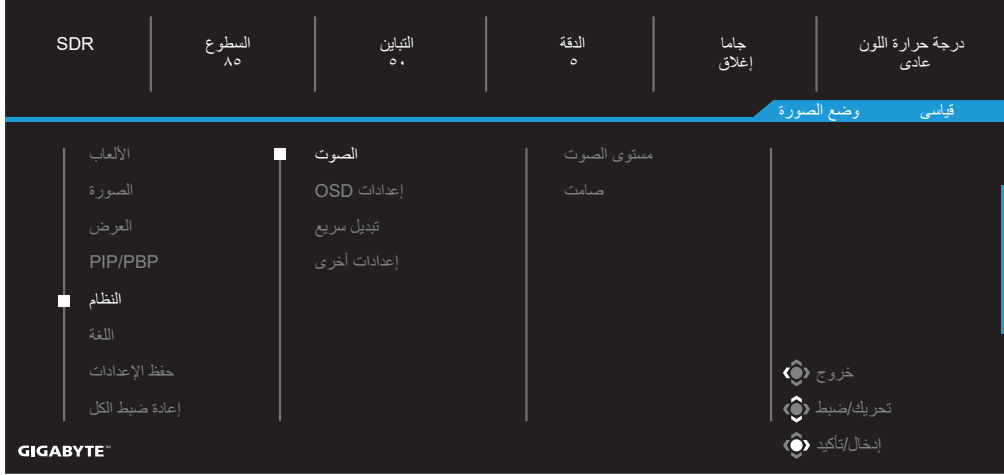 SDR
السطوع
٨٥
التباين
٥٠
الدقة
٥
جاما
إغلاق
درجة حرارة اللون
عادى
وضع الصورة
قياسى
الألعاب
الصورة
العرض
PIP/PBP
النظام
اللغة
حفظ الإعدادات
إعادة ضبط الكل
الصوت
إعدادات OSD
تبديل سريع
إعدادات أخرى
مستوى الصوت
صامت
خروج
تحريك/ضبط
إدخال/تأكيد
GIGABYTE™